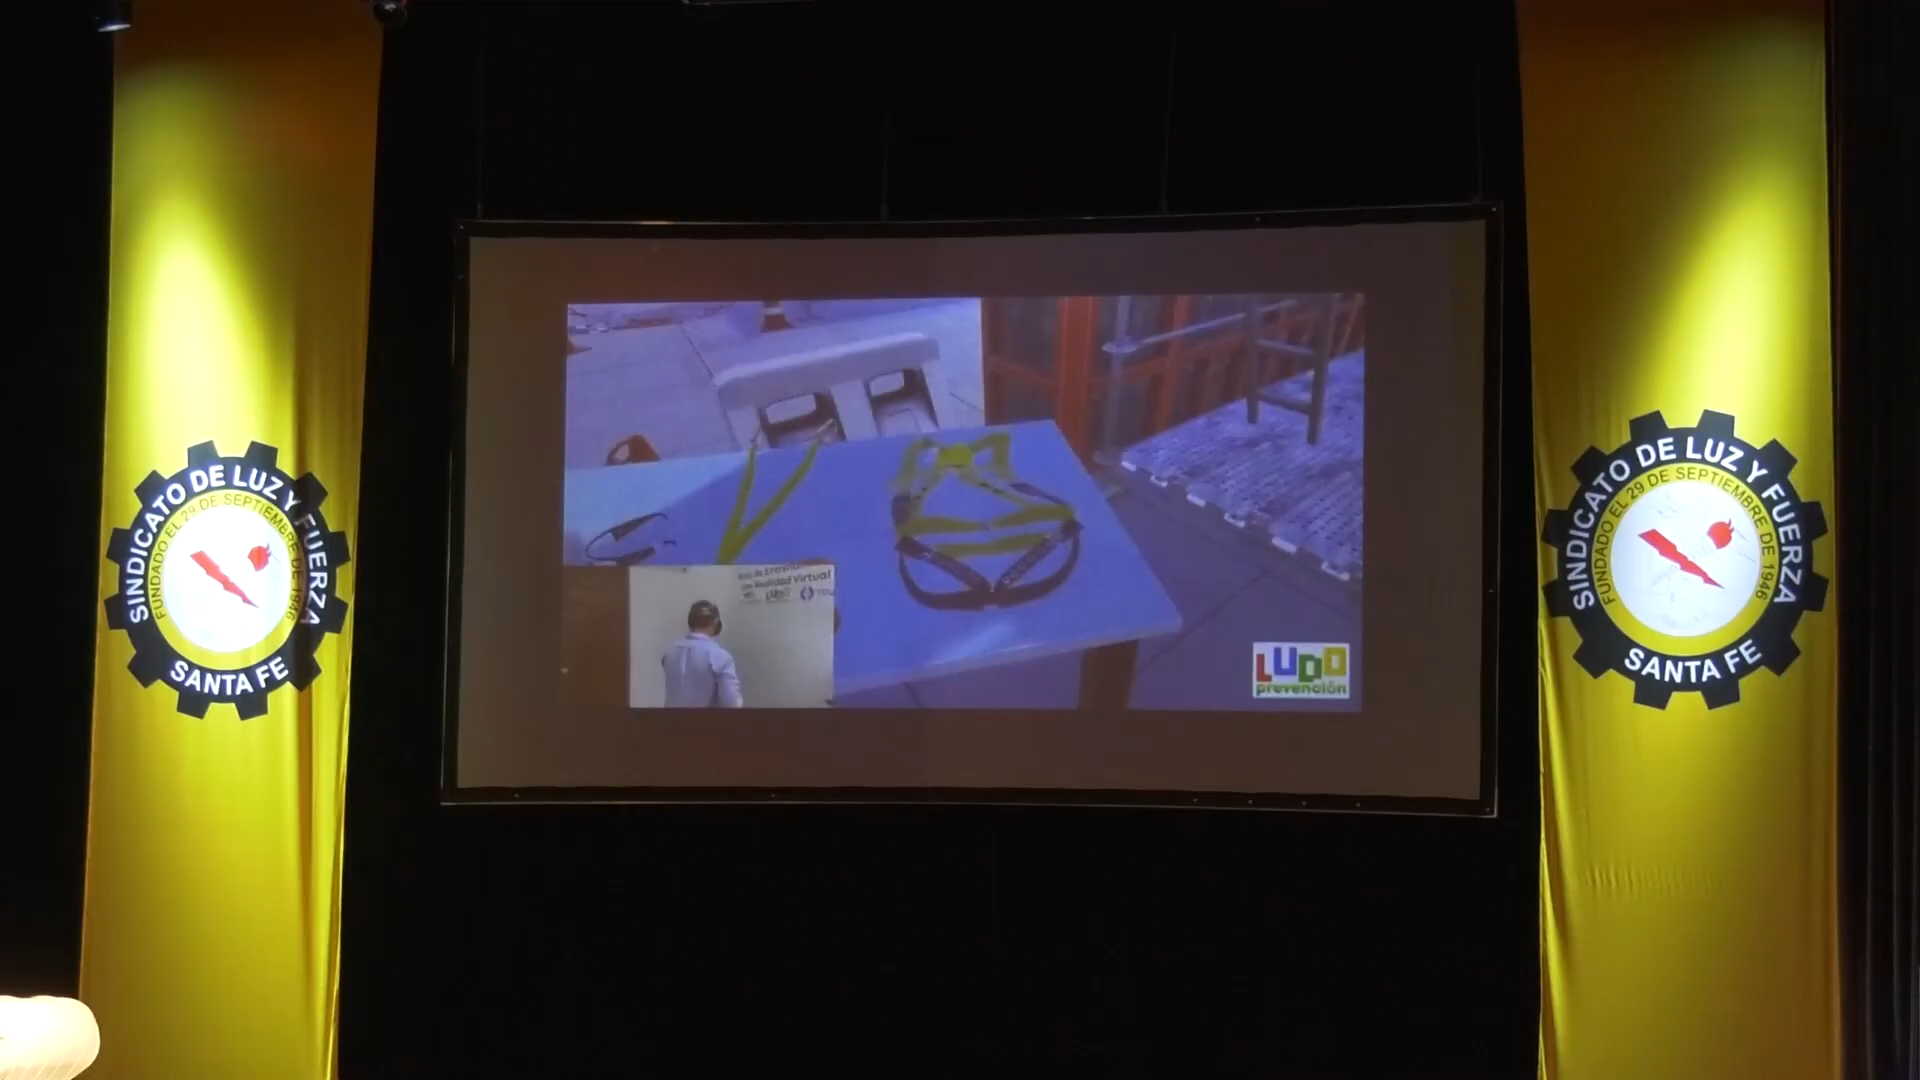 SINDICATO DE LUZ Y FUERZA
FUNDADO EL 29 DE SEPTIEMBRE DE 1946
SANTA FE
Realidad Virtual
LUDO
prevención
SINDICATO DE LUZ Y FUERZA
FUNDADO EL 29 DE SEPTIEMBRE DE 1946
SANTA FE